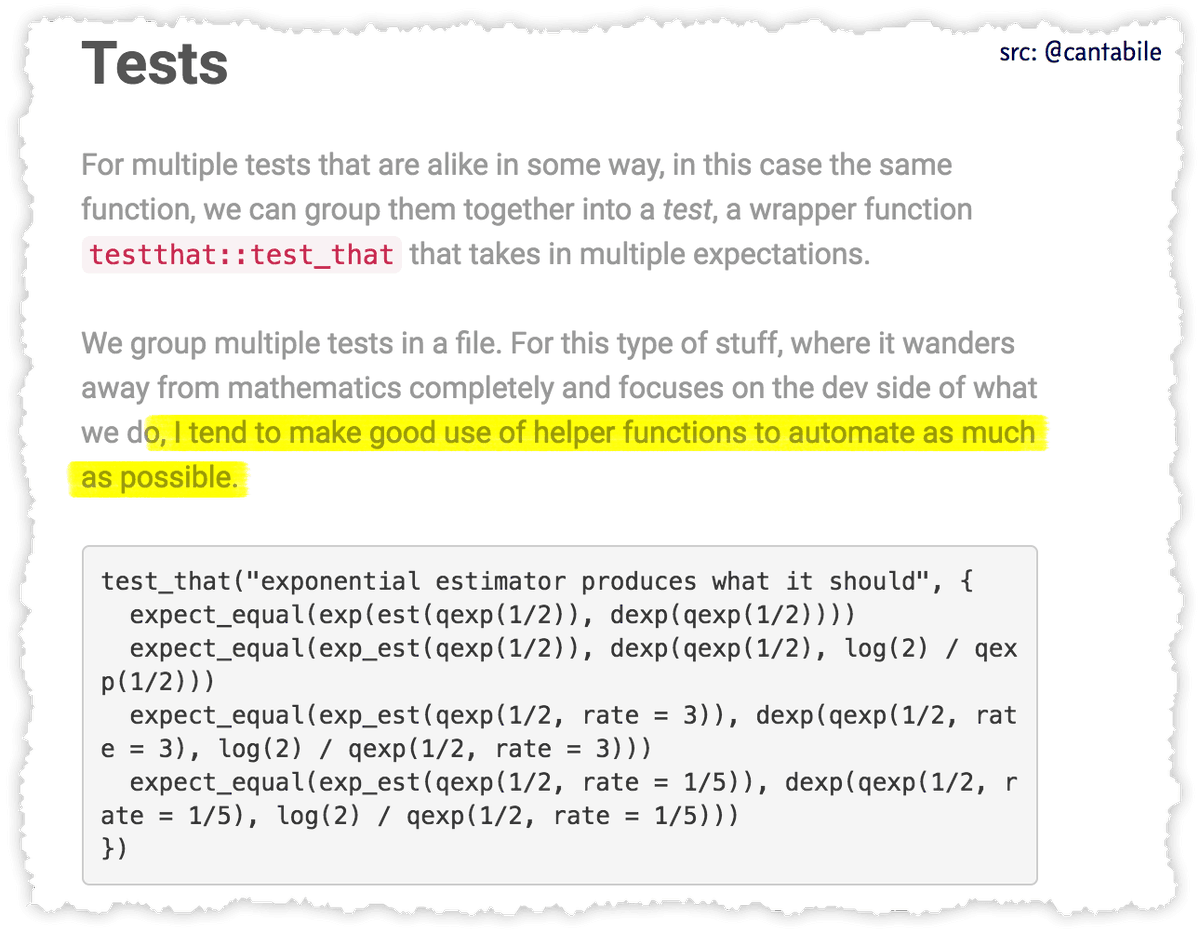 Tests
src: @cantabile
For multiple tests that are alike in some way, in this case the same
function, we can group them together into a test, a wrapper function
testthat::test_that that takes in multiple expectations.
We group multiple tests in a file. For this type of stuff, where it wanders
away from mathematics completely and focuses on the dev side of what
we do, I tend to make good use of helper functions to automate as much
as possible.
test_that("exponential estimator produces what it should", {
  expect_equal(exp(est(qexp(1/2)), dexp(qexp(1/2))))
  expect_equal(exp_est(qexp(1/2)), dexp(qexp(1/2), log(2) / qex
p(1/2)))
  expect_equal(exp_est(qexp(1/2, rate = 3)), dexp(qexp(1/2, rat
e = 3), log(2) / qexp(1/2, rate = 3)))
  expect_equal(exp_est(qexp(1/2, rate = 1/5)), dexp(qexp(1/2, r
ate = 1/5), log(2) / qexp(1/2, rate = 1/5)))
})